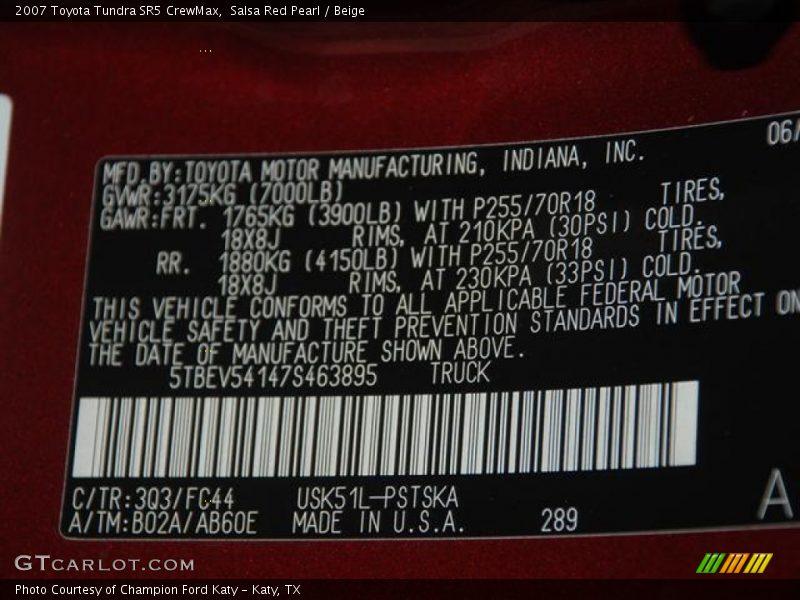 2007 Toyota Tundra SR5 CrewMax, Salsa Red Pearl / Beige
06/
MFD.BY:TOYOTA MOTOR MANUFACTURING, INDIANA, INC.
GVWR:3175KG (7000LB)
GAWR:FRT. 1765KG (3900LB) WITH P255/70R18 TIRES,
18X8J RIMS, AT 210KPA (30PSI) COLD.
RR. 1880KG (4150LB) WITH P255/70R18 TIRES,
18X8J RIMS, AT 230KPA (33PSI) COLD.
THIS VEHICLE CONFORMS TO ALL APPLICABLE FEDERAL MOTOR
VEHICLE SAFETY AND THEFT PREVENTION STANDARDS IN EFFECT ON
THE DATE OF MANUFACTURE SHOWN ABOVE.
5TBEV54147S463895 TRUCK
C/TR:3Q3/FC44 USK51L-PSTSKA
A/TM:B02A/AB60E MADE IN U.S.A. 289
A
GTCARLOT.COM
Photo Courtesy of Champion Ford Katy - Katy, TX